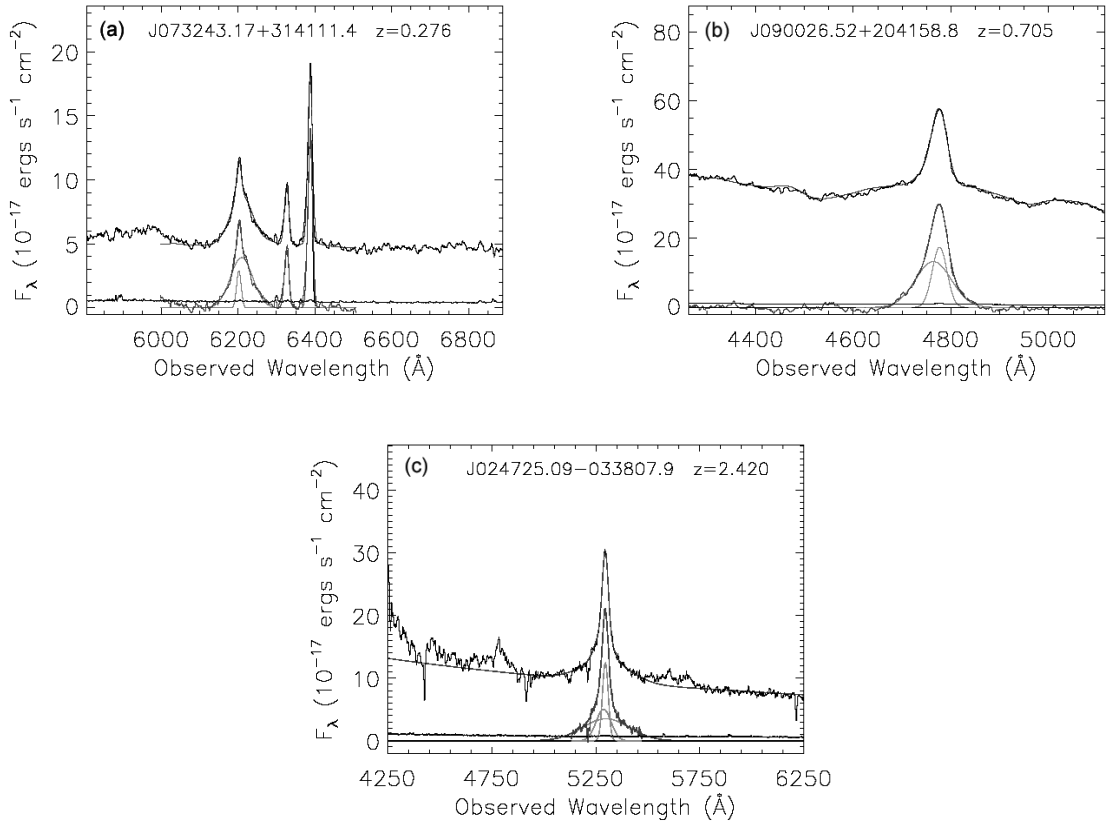 (a) J073243.17+314111.4 z=0.276
20
15
10
5
0
F_λ (10⁻¹⁷ ergs s⁻¹ cm⁻²)
6000 6200 6400 6600 6800
Observed Wavelength (Å)
(b) J090026.52+204158.8 z=0.705
80
60
40
20
0
F_λ (10⁻¹⁷ ergs s⁻¹ cm⁻²)
4400 4600 4800 5000
Observed Wavelength (Å)
(c) J024725.09−033807.9 z=2.420
40
30
20
10
0
F_λ (10⁻¹⁷ ergs s⁻¹ cm⁻²)
4250 4750 5250 5750 6250
Observed Wavelength (Å)